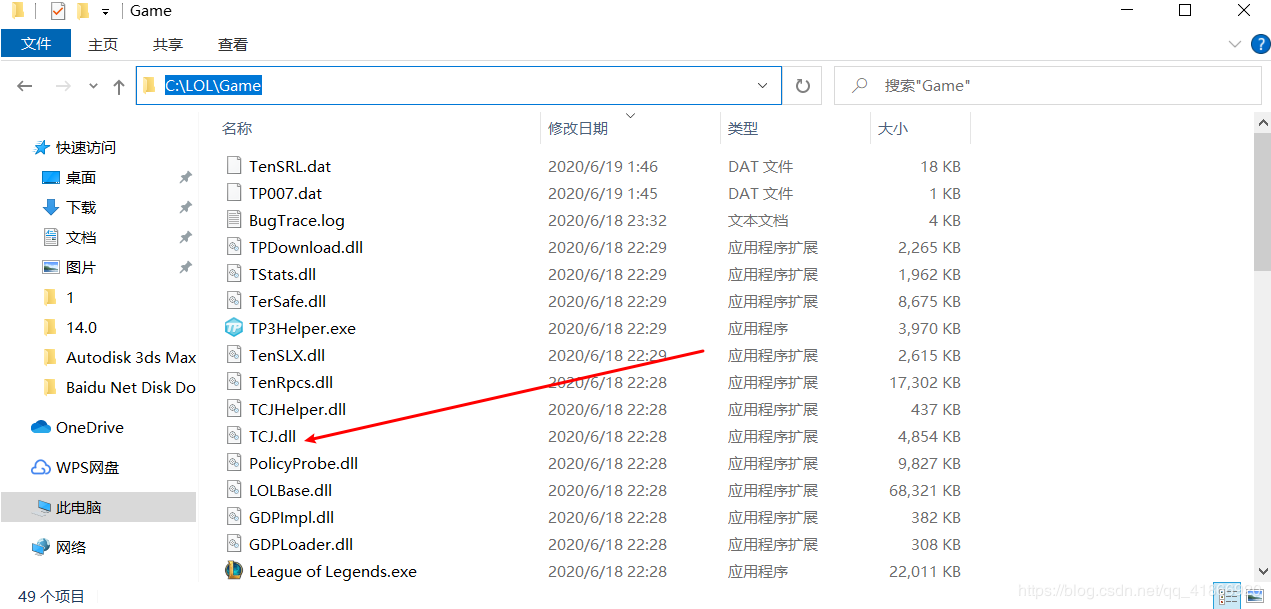 Game
文件 主页 共享 查看
C:\LOL\Game 搜索"Game"
名称 修改日期 类型 大小
快速访问
桌面
下载
文档
图片
1
14.0
Autodisk 3ds Max
Baidu Net Disk Do
OneDrive
WPS网盘
此电脑
网络
TenSRL.dat 2020/6/19 1:46 DAT 文件 18 KB
TP007.dat 2020/6/19 1:45 DAT 文件 1 KB
BugTrace.log 2020/6/18 23:32 文本文档 4 KB
TPDownload.dll 2020/6/18 22:29 应用程序扩展 2,265 KB
TStats.dll 2020/6/18 22:29 应用程序扩展 1,962 KB
TerSafe.dll 2020/6/18 22:29 应用程序扩展 8,675 KB
TP3Helper.exe 2020/6/18 22:29 应用程序 3,970 KB
TenSLX.dll 2020/6/18 22:29 应用程序扩展 2,615 KB
TenRpcs.dll 2020/6/18 22:28 应用程序扩展 17,302 KB
TCJHelper.dll 2020/6/18 22:28 应用程序扩展 437 KB
TCJ.dll 2020/6/18 22:28 应用程序扩展 4,854 KB
PolicyProbe.dll 2020/6/18 22:28 应用程序扩展 9,827 KB
LOLBase.dll 2020/6/18 22:28 应用程序扩展 68,321 KB
GDPImpl.dll 2020/6/18 22:28 应用程序扩展 382 KB
GDPLoader.dll 2020/6/18 22:28 应用程序扩展 308 KB
League of Legends.exe 2020/6/18 22:28 应用程序 22,011 KB
49 个项目